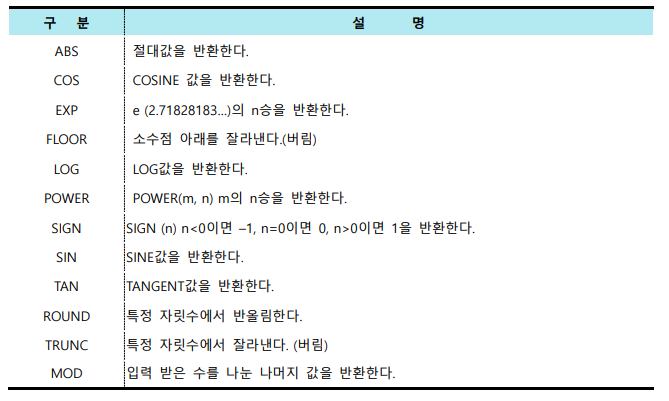 구 분 설 명
ABS 절대값을 반환한다.
COS COSINE 값을 반환한다.
EXP e (2.71828183...)의 n승을 반환한다.
FLOOR 소수점 아래를 잘라낸다.(버림)
LOG LOG값을 반환한다.
POWER POWER(m, n) m의 n승을 반환한다.
SIGN SIGN (n) n<0이면 –1, n=0이면 0, n>0이면 1을 반환한다.
SIN SINE값을 반환한다.
TAN TANGENT값을 반환한다.
ROUND 특정 자릿수에서 반올림한다.
TRUNC 특정 자릿수에서 잘라낸다. (버림)
MOD 입력 받은 수를 나눈 나머지 값을 반환한다.